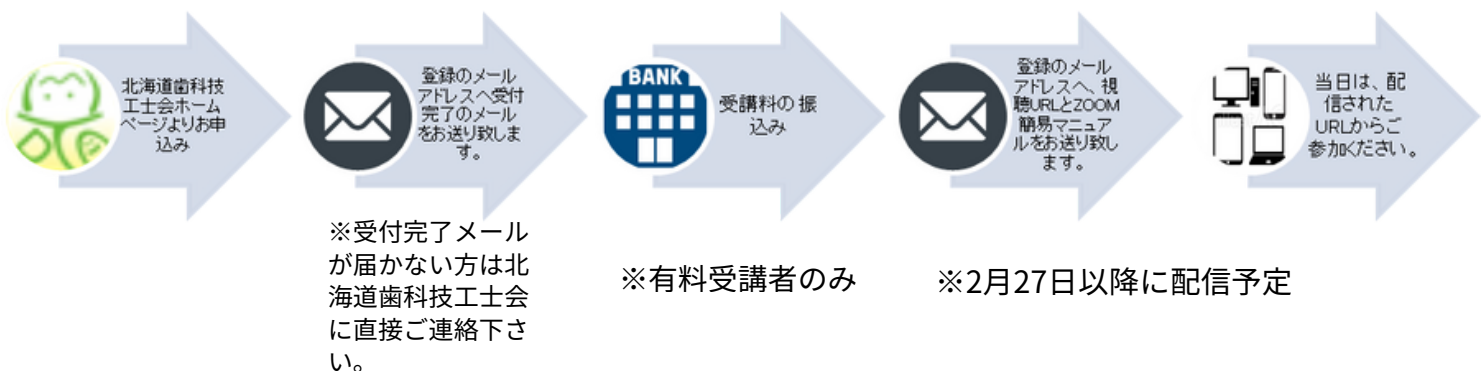 北海道歯科技
工士会ホーム
ページよりお申
込み
登録のメール
アドレスへ受付
完了のメール
をお送り致しま
す。
BANK
受講料の振
込み
登録のメール
アドレスへ、視
聴URLとZOOM
簡易マニュア
ルをお送り致し
ます。
当日は、配
信された
URLからご
参加ください。
※受付完了メール
が届かない方は北
海道歯科技工士会
に直接ご連絡下さ
い。
※有料受講者のみ
※2月27日以降に配信予定